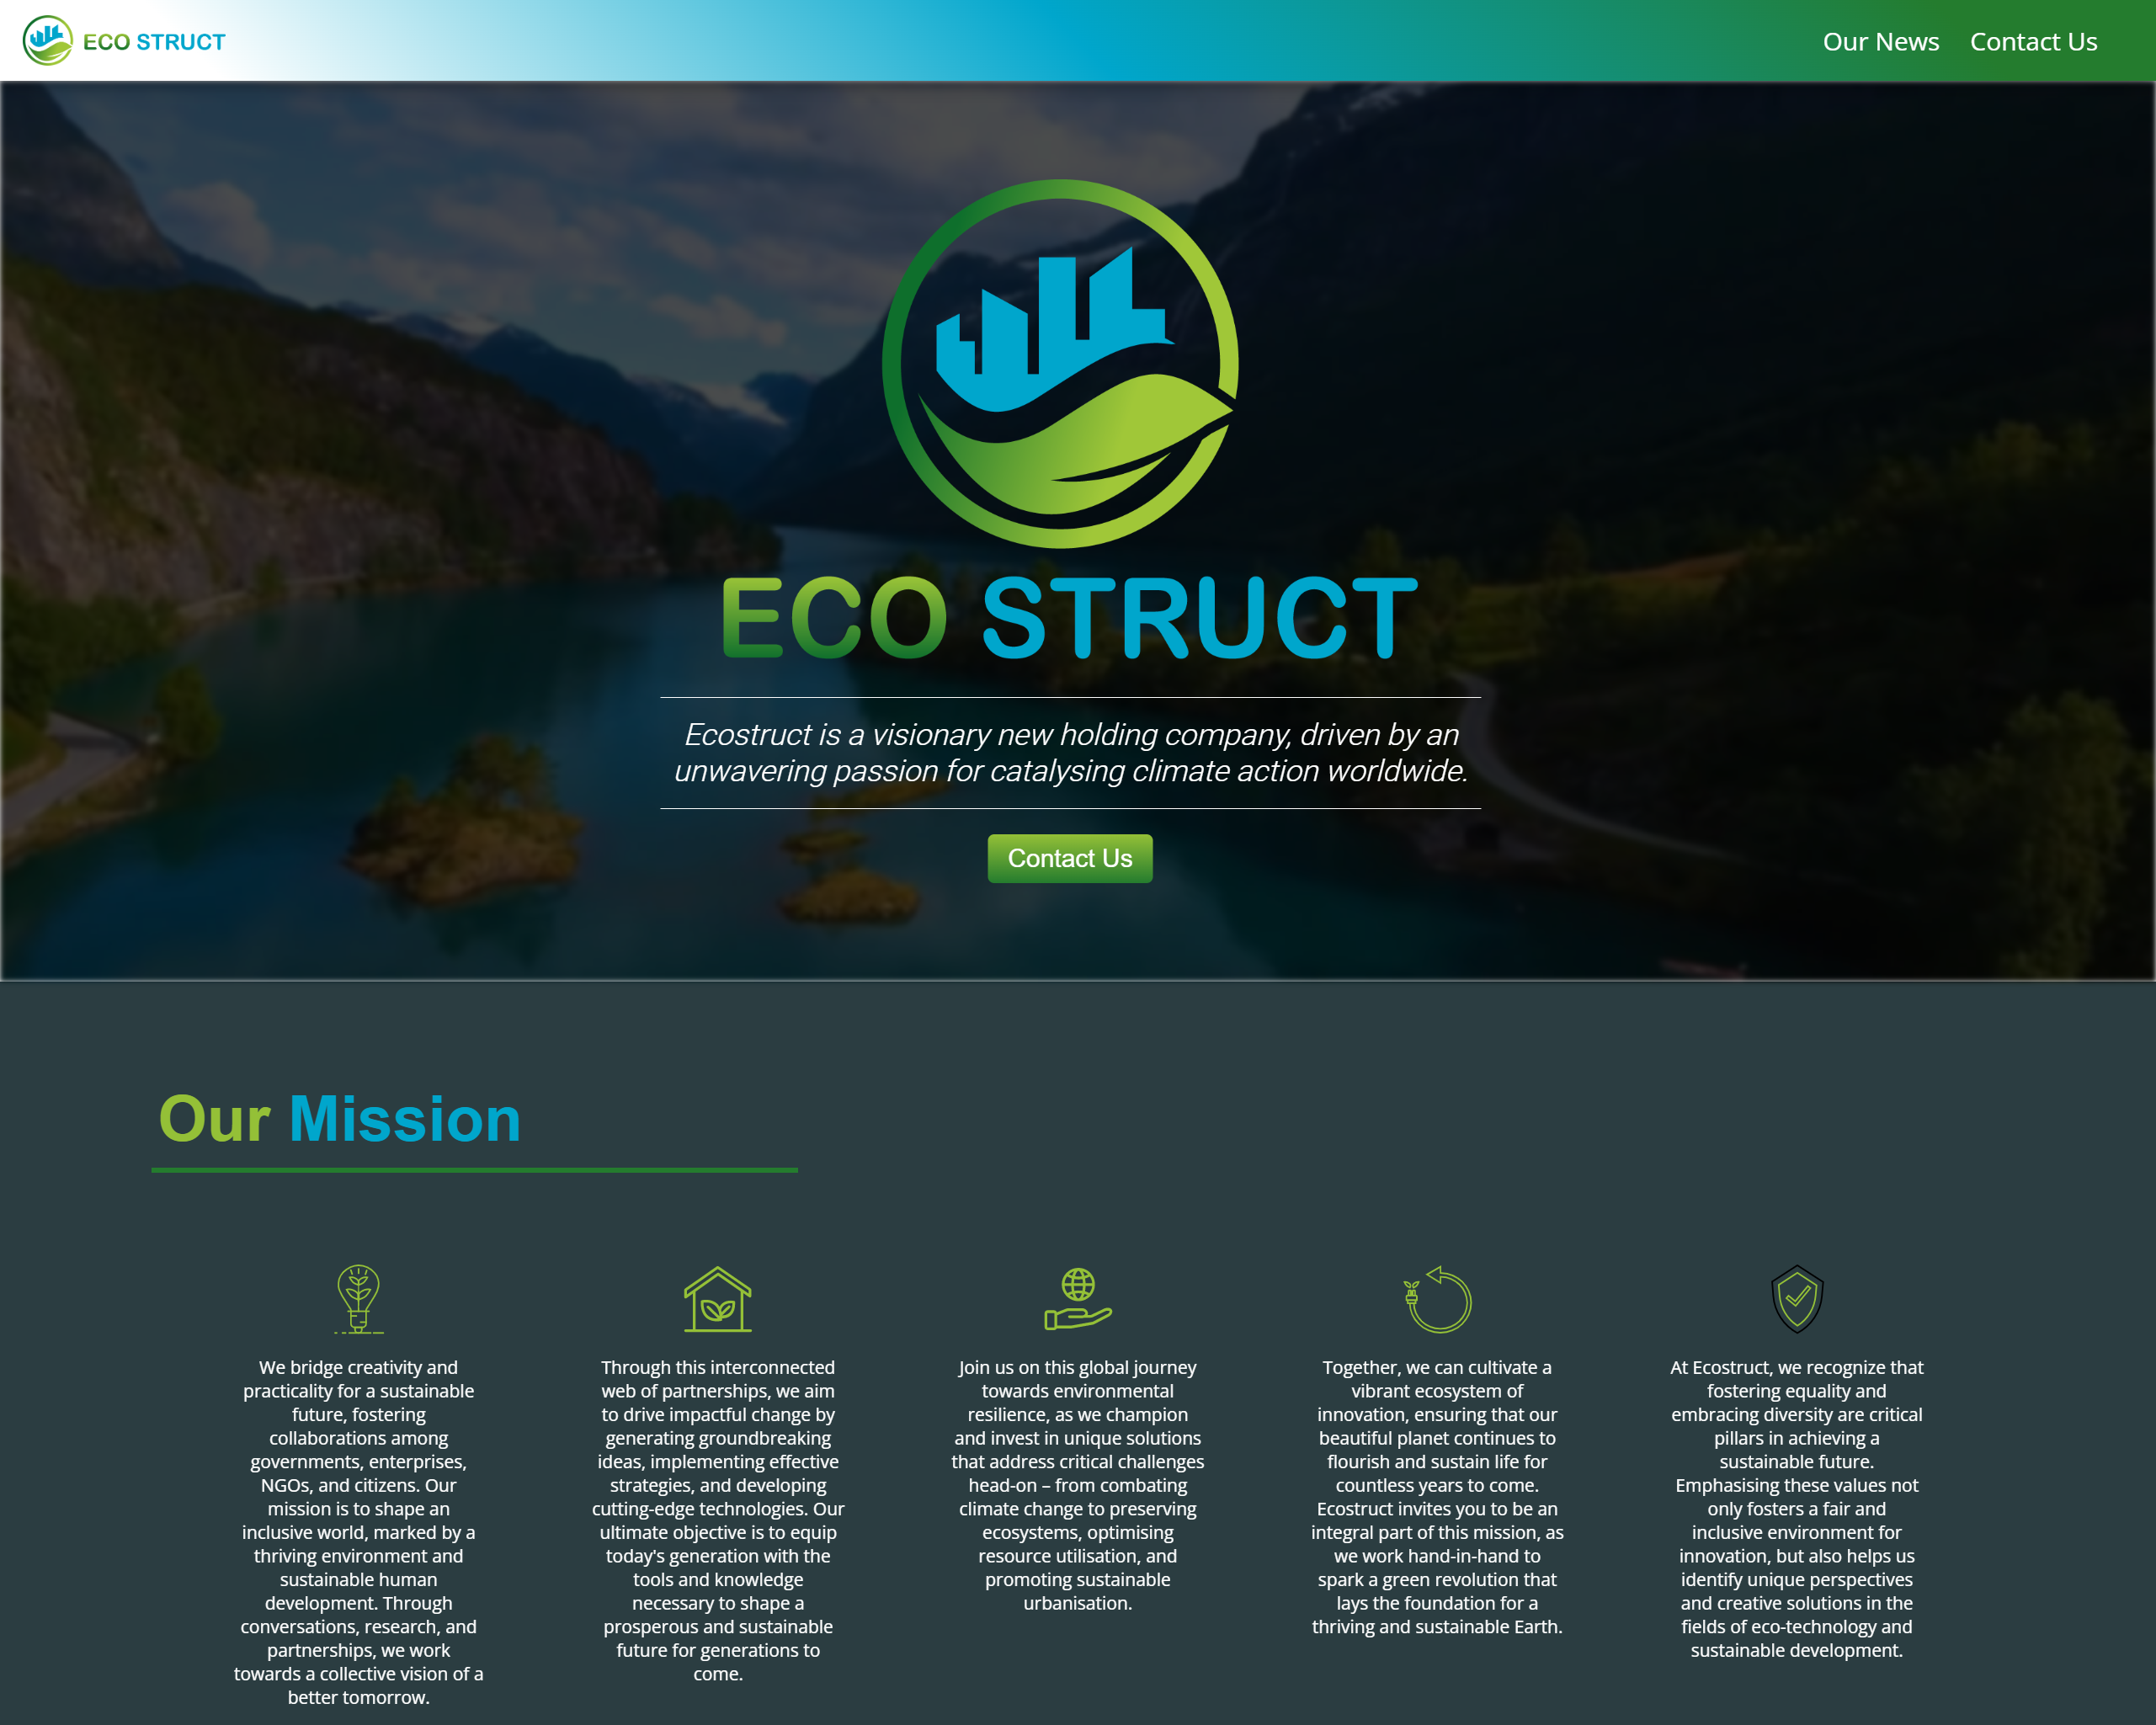 ECO STRUCT
Our News
Contact Us
ECO STRUCT
Ecostruct is a visionary new holding company, driven by an
unwavering passion for catalysing climate action worldwide.
Contact Us
Our Mission
We bridge creativity and
practicality for a sustainable
future, fostering
collaborations among
governments, enterprises,
NGOs, and citizens. Our
mission is to shape an
inclusive world, marked by a
thriving environment and
sustainable human
development. Through
conversations, research, and
partnerships, we work
towards a collective vision of a
better tomorrow.
Through this interconnected
web of partnerships, we aim
to drive impactful change by
generating groundbreaking
ideas, implementing effective
strategies, and developing
cutting-edge technologies. Our
ultimate objective is to equip
today's generation with the
tools and knowledge
necessary to shape a
prosperous and sustainable
future for generations to
come.
Join us on this global journey
towards environmental
resilience, as we champion
and invest in unique solutions
that address critical challenges
head-on – from combating
climate change to preserving
ecosystems, optimising
resource utilisation, and
promoting sustainable
urbanisation.
Together, we can cultivate a
vibrant ecosystem of
innovation, ensuring that our
beautiful planet continues to
flourish and sustain life for
countless years to come.
Ecostruct invites you to be an
integral part of this mission, as
we work hand-in-hand to
spark a green revolution that
lays the foundation for a
thriving and sustainable Earth.
At Ecostruct, we recognize that
fostering equality and
embracing diversity are critical
pillars in achieving a
sustainable future.
Emphasising these values not
only fosters a fair and
inclusive environment for
innovation, but also helps us
identify unique perspectives
and creative solutions in the
fields of eco-technology and
sustainable development.